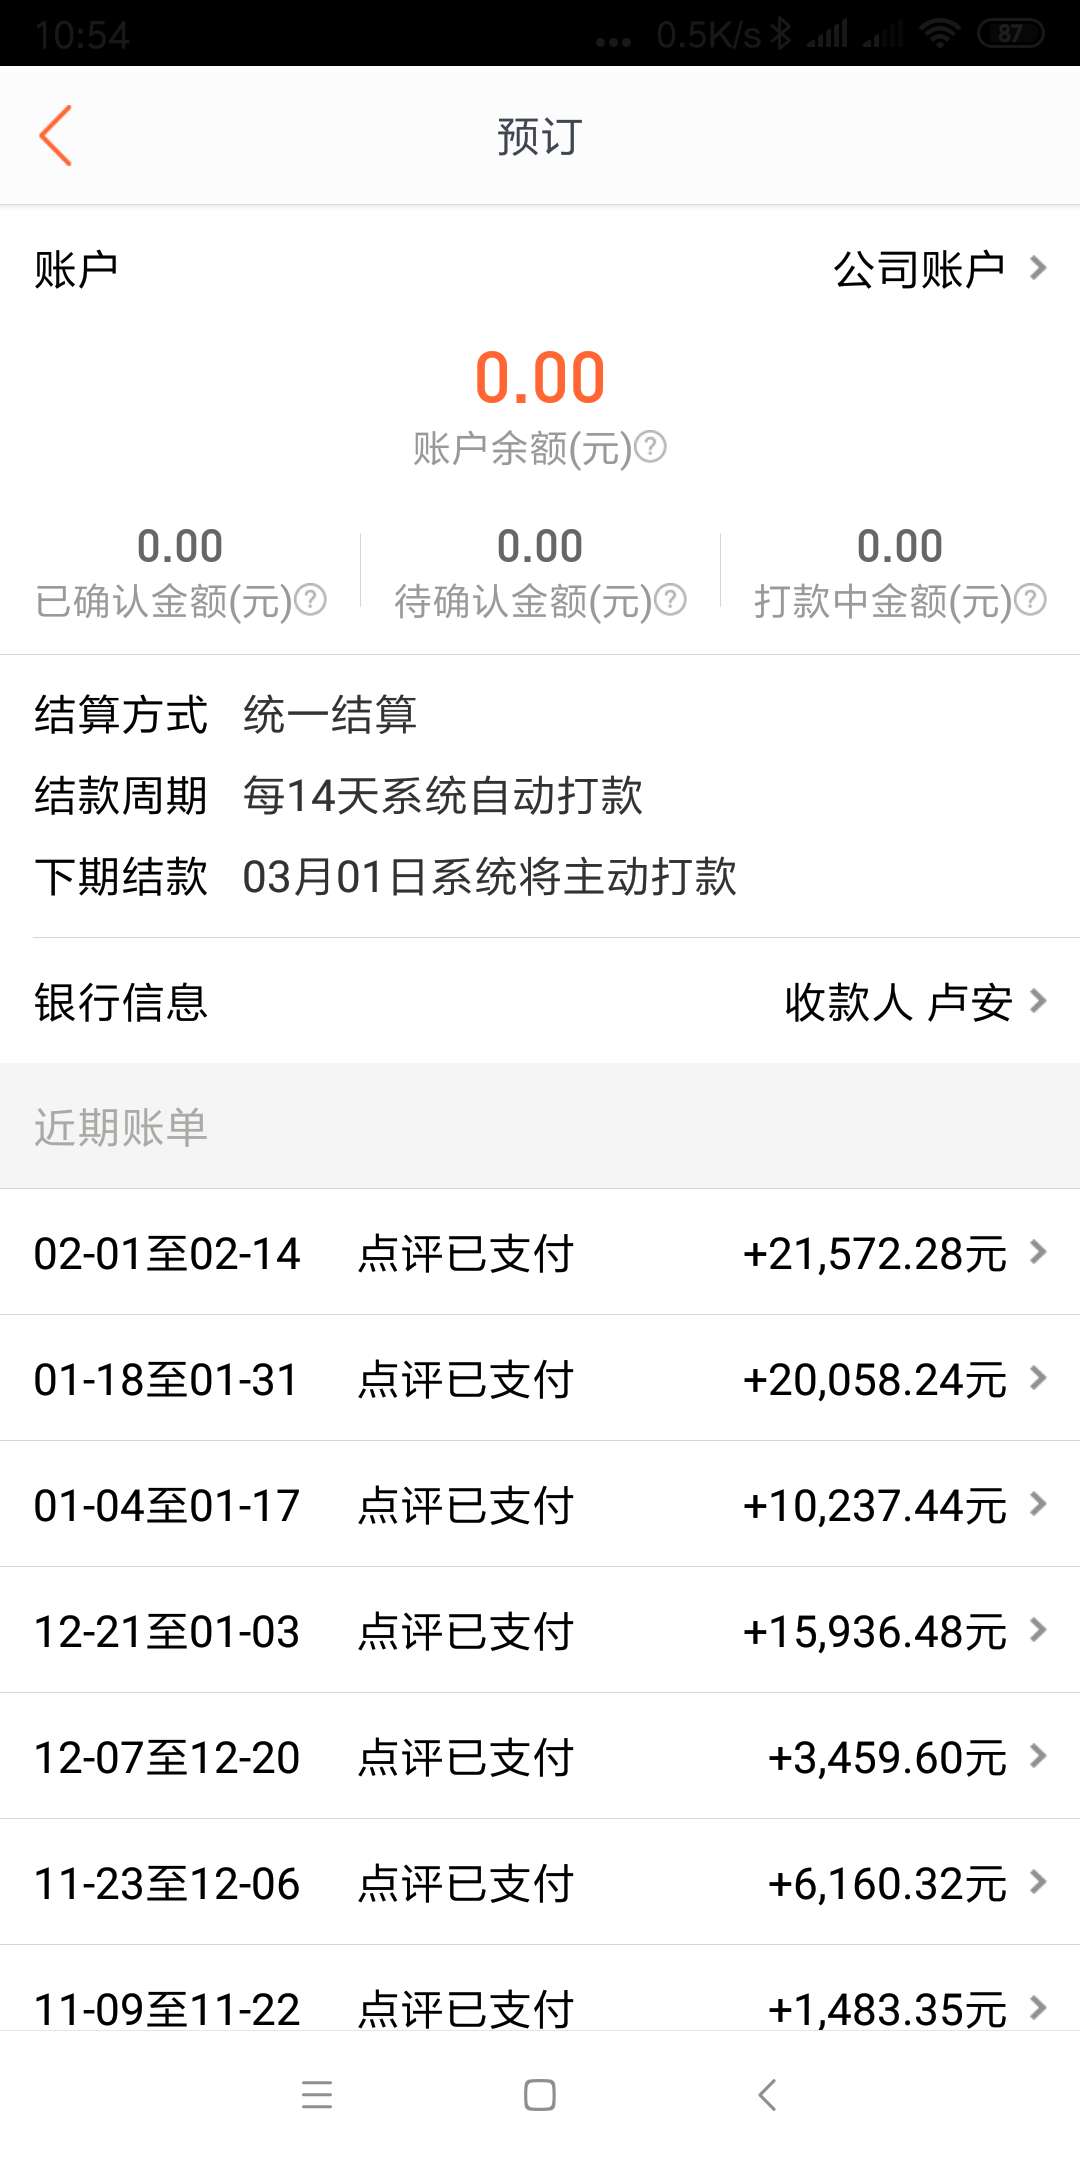 10:54 ... 0.5K/s 87
预订
账户 公司账户
0.00
账户余额(元)?
0.00 0.00 0.00
已确认金额(元)? 待确认金额(元)? 打款中金额(元)?
结算方式 统一结算
结款周期 每14天系统自动打款
下期结款 03月01日系统将主动打款
银行信息 收款人 卢安
近期账单
02-01至02-14 点评已支付 +21,572.28元
01-18至01-31 点评已支付 +20,058.24元
01-04至01-17 点评已支付 +10,237.44元
12-21至01-03 点评已支付 +15,936.48元
12-07至12-20 点评已支付 +3,459.60元
11-23至12-06 点评已支付 +6,160.32元
11-09至11-22 点评已支付 +1,483.35元